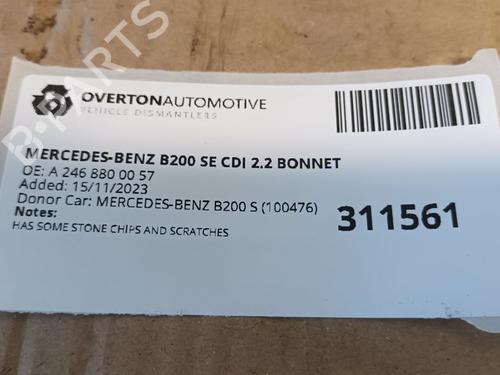 OVERTONAUTOMOTIVE
VEHICLE DISMANTLERS
MERCEDES-BENZ B200 SE CDI 2.2 BONNET
OE: A 246 880 00 57
Added: 15/11/2023
Donor Car: MERCEDES-BENZ B200 S (100476)
Notes:
HAS SOME STONE CHIPS AND SCRATCHES
311561
B-PARTS